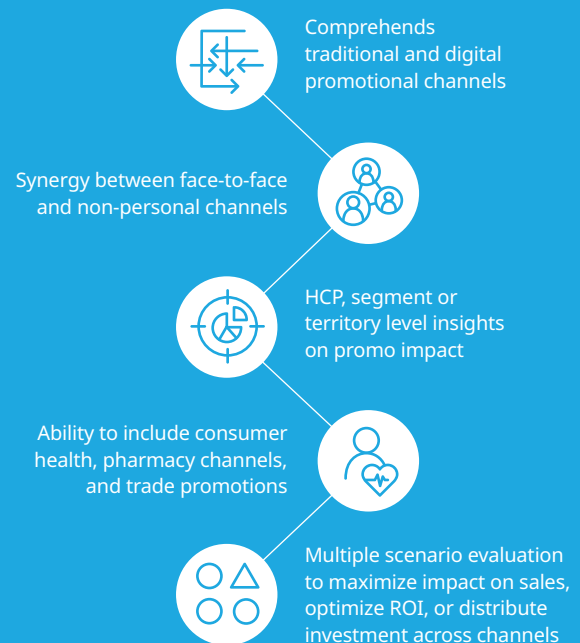 Comprehends
traditional and digital
promotional channels
Synergy between face-to-face
and non-personal channels
HCP, segment or
territory level insights
on promo impact
Ability to include consumer
health, pharmacy channels,
and trade promotions
Multiple scenario evaluation
to maximize impact on sales,
optimize ROI, or distribute
investment across channels